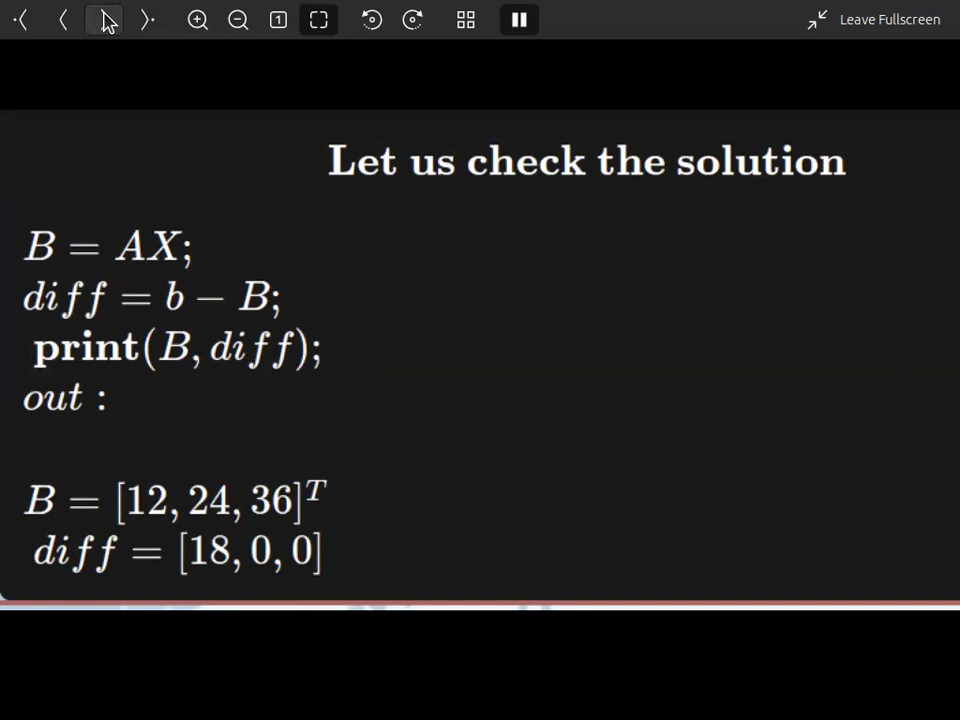 1
Leave Fullscreen
Let us check the solution
B = AX;
diff = b − B;
print(B, diff);
out :
B = [12, 24, 36]^T
diff = [18, 0, 0]